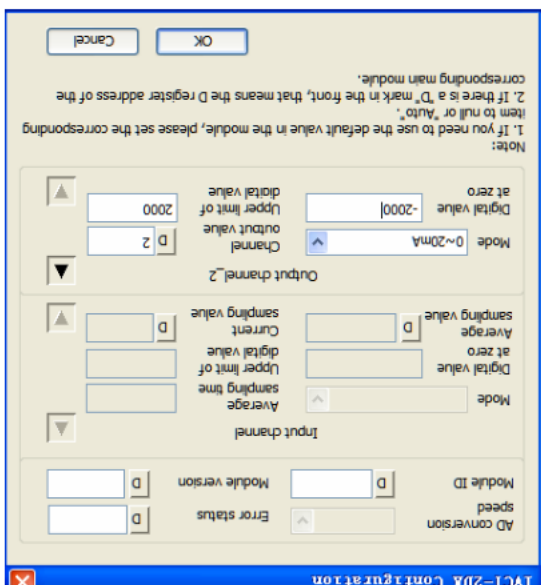 IVC1-2DA Configuration
AD conversion speed
Error status
D
Module ID
D
Module version
D
Input channel
Mode
Average sampling time
Digital value at zero
Upper limit of digital value
Average sampling value
D
Current sampling value
D
Output channel_2
Mode
0~20mA
Channel output value
D
2
Digital value at zero
-2000
Upper limit of digital value
2000
Note:
1. If you need to use the default value in the module, please set the corresponding
item to null or "Auto".
2. If there is a "D" mark in the front, that means the D register address of the
corresponding main module.
OK
Cancel